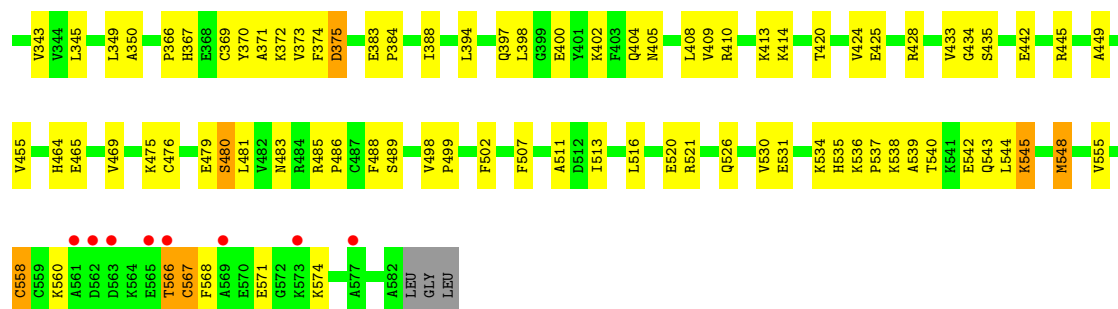 V343 V344 L345 L349 A350 P366 H367 E368 C369 Y370 A371 K372 V373 F374 D375 E383 P384 I388 L394 Q397 L398 G399 E400 Y401 K402 F403 Q404 N405 L408 V409 R410 K413 K414 T420 V424 E425 R428 V433 G434 S435 E442 R445 A449
V455 H464 E465 V469 K475 C476 E479 S480 L481 V482 N483 R484 R485 P486 C487 F488 S489 V498 P499 F502 F507 A511 D512 I513 L516 E520 R521 Q526 V530 E531 K534 H535 K536 P537 K538 A539 T540 K541 E542 Q543 L544 K545 M548 V555
C558 C559 K560 A561 D562 D563 K564 E565 T566 C567 F568 A569 E570 E571 G572 K573 K574 A577 A582 LEU GLY LEU